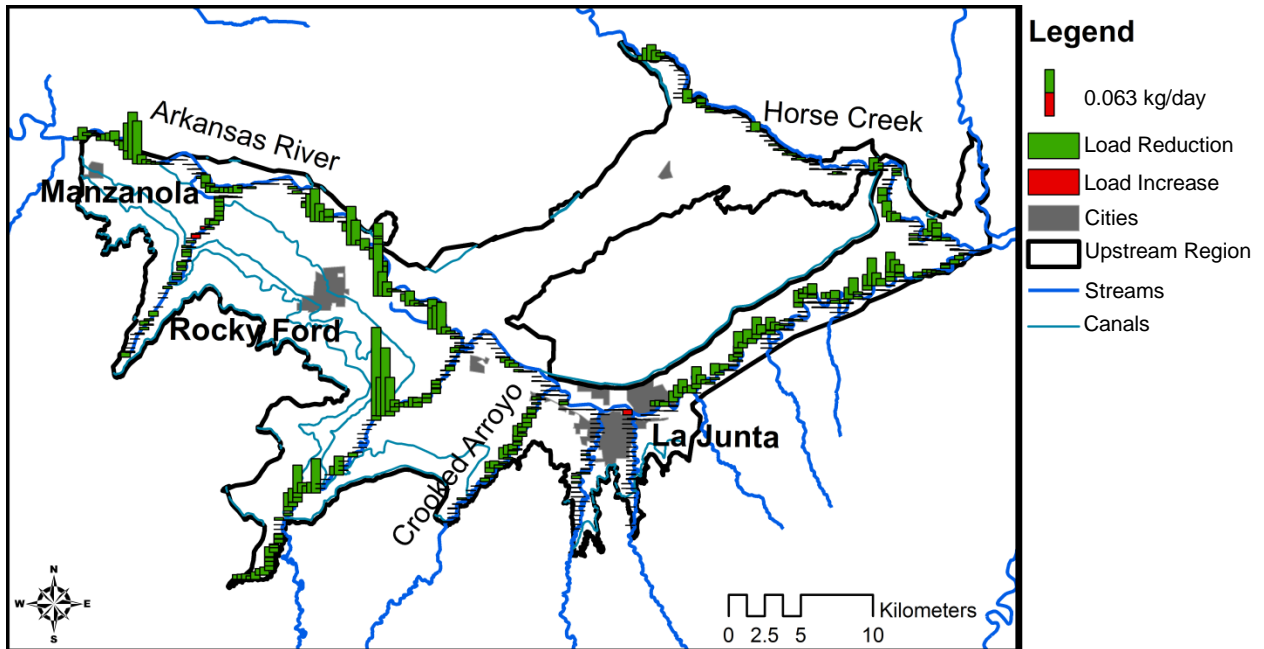 Arkansas River
Horse Creek
Manzanola
Rocky Ford
Crooked Arroyo
La Junta
N
W E
S
Kilometers
0 2.5 5 10
Legend
0.063 kg/day
Load Reduction
Load Increase
Cities
Upstream Region
Streams
Canals